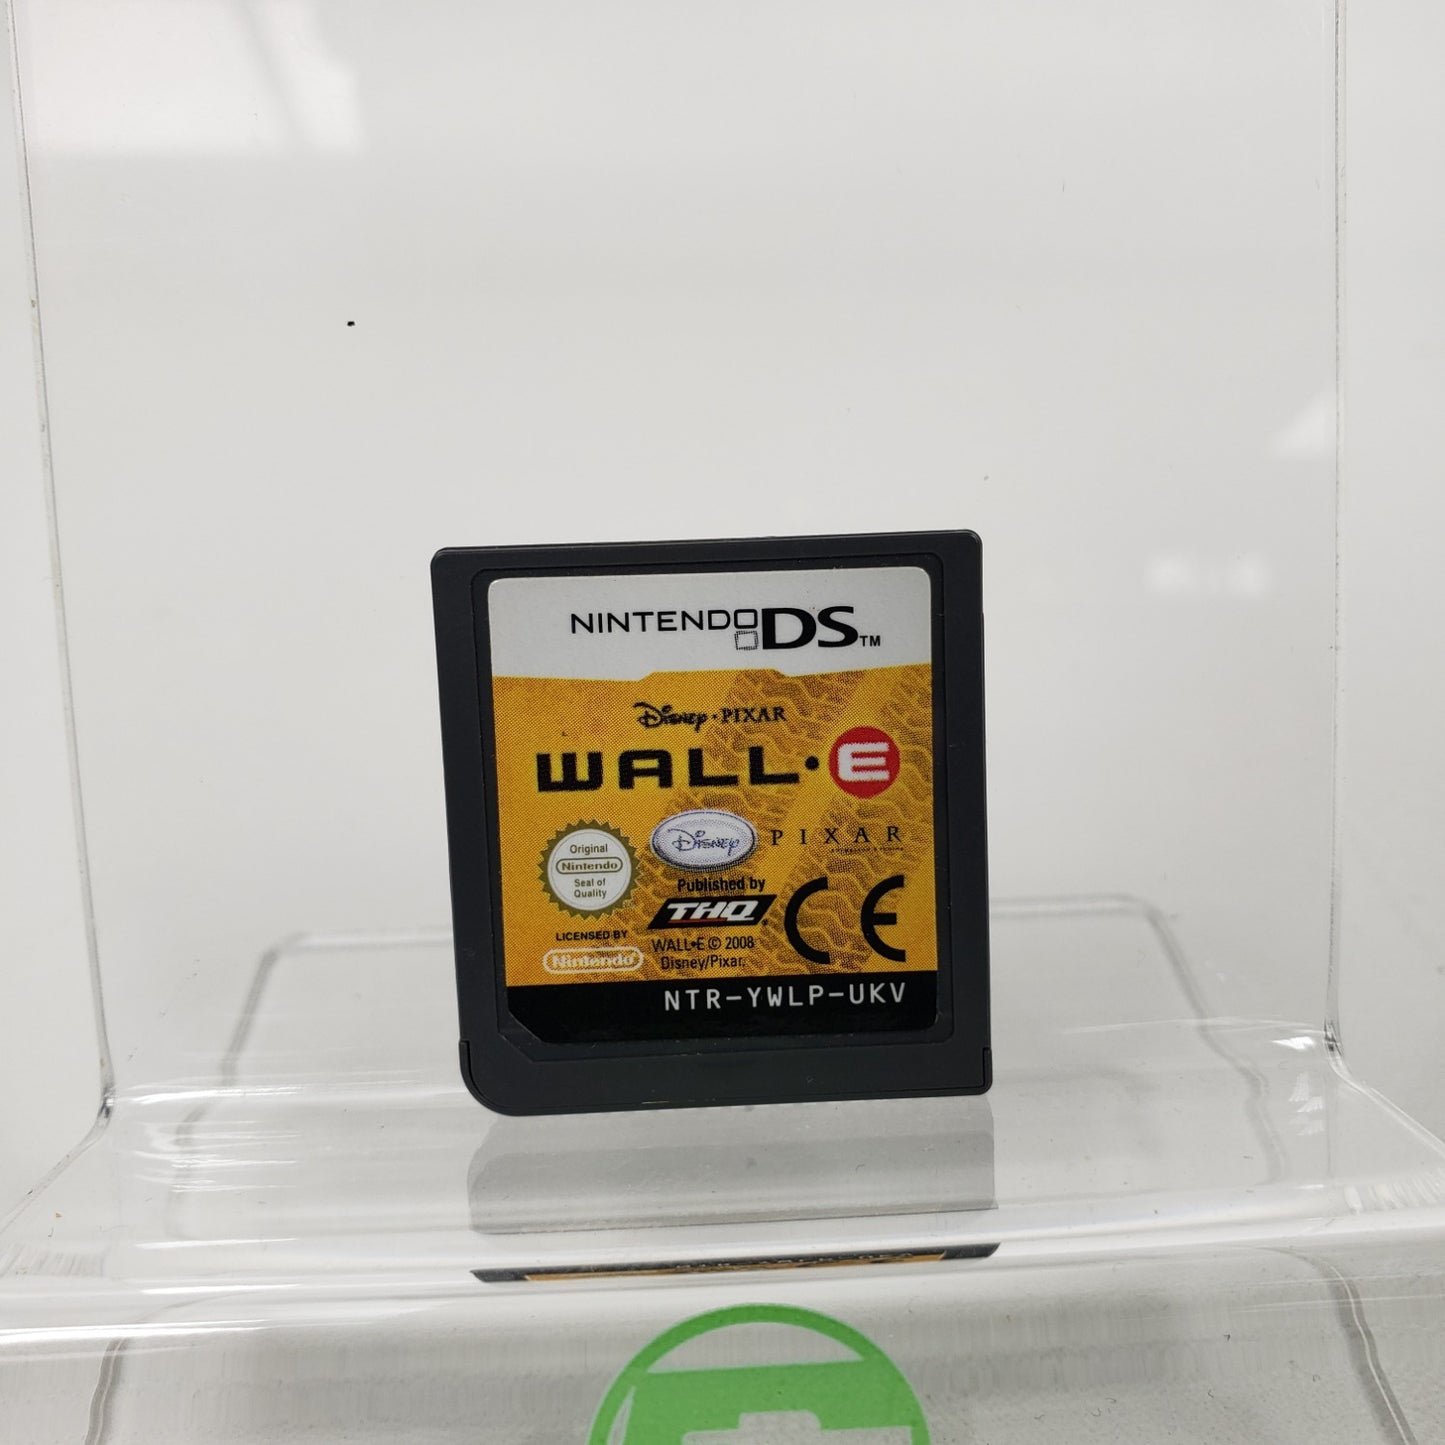 NINTENDO DS™
Disney • PIXAR
WALL•E
Disney PIXAR
Original
Nintendo
Seal of
Quality
Published by
THQ®
LICENSED BY
Nintendo®
WALL•E © 2008
Disney/Pixar.
CE
NTR-YWLP-UKV